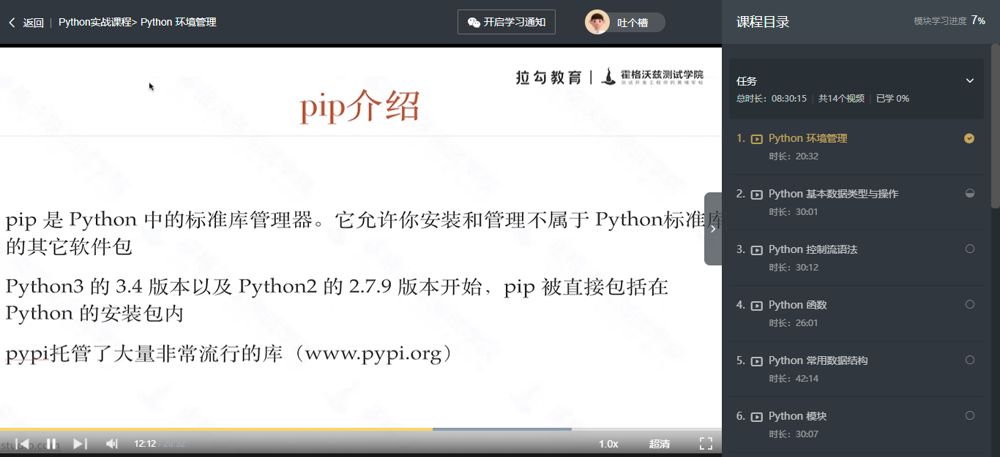 返回 | Python实战课程> Python 环境管理
开启学习通知
吐个槽
拉勾教育 | 霍格沃兹测试学院
测试开发工程师的黄埔军校
pip介绍
pip 是 Python 中的标准库管理器。它允许你安装和管理不属于 Python标准库
的其它软件包
Python3 的 3.4 版本以及 Python2 的 2.7.9 版本开始，pip 被直接包括在
Python 的安装包内
pypi托管了大量非常流行的库（www.pypi.org）
12:12 / 20:32
1.0x
超清
课程目录
模块学习进度 7%
任务
总时长：08:30:15 | 共14个视频 | 已学 0%
1. Python 环境管理
时长：20:32
2. Python 基本数据类型与操作
时长：30:01
3. Python 控制流语法
时长：30:12
4. Python 函数
时长：26:01
5. Python 常用数据结构
时长：42:14
6. Python 模块
时长：30:07